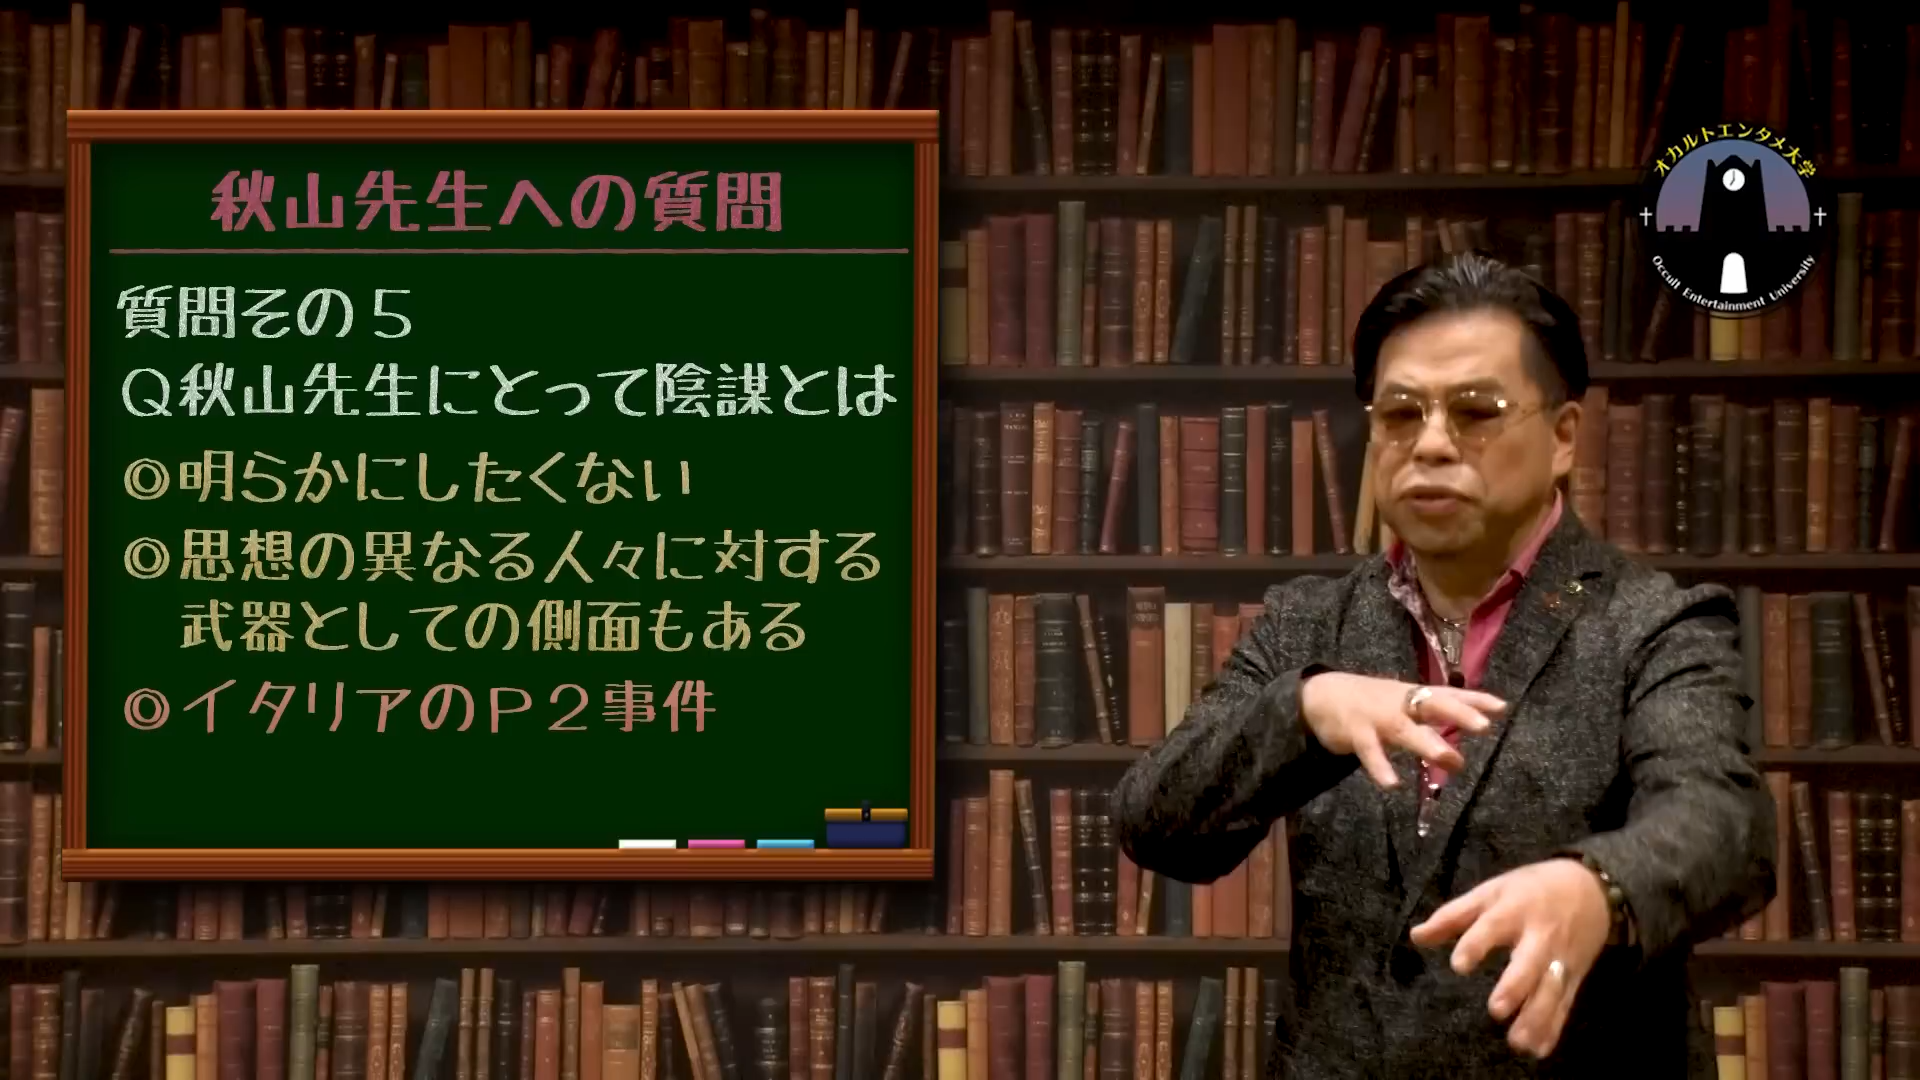 秋山先生への質問
質問その５
Ｑ秋山先生にとって陰謀とは
◎明らかにしたくない
◎思想の異なる人々に対する
武器としての側面もある
◎イタリアのＰ２事件
オカルトエンタメ大学
Occult Entertainment University